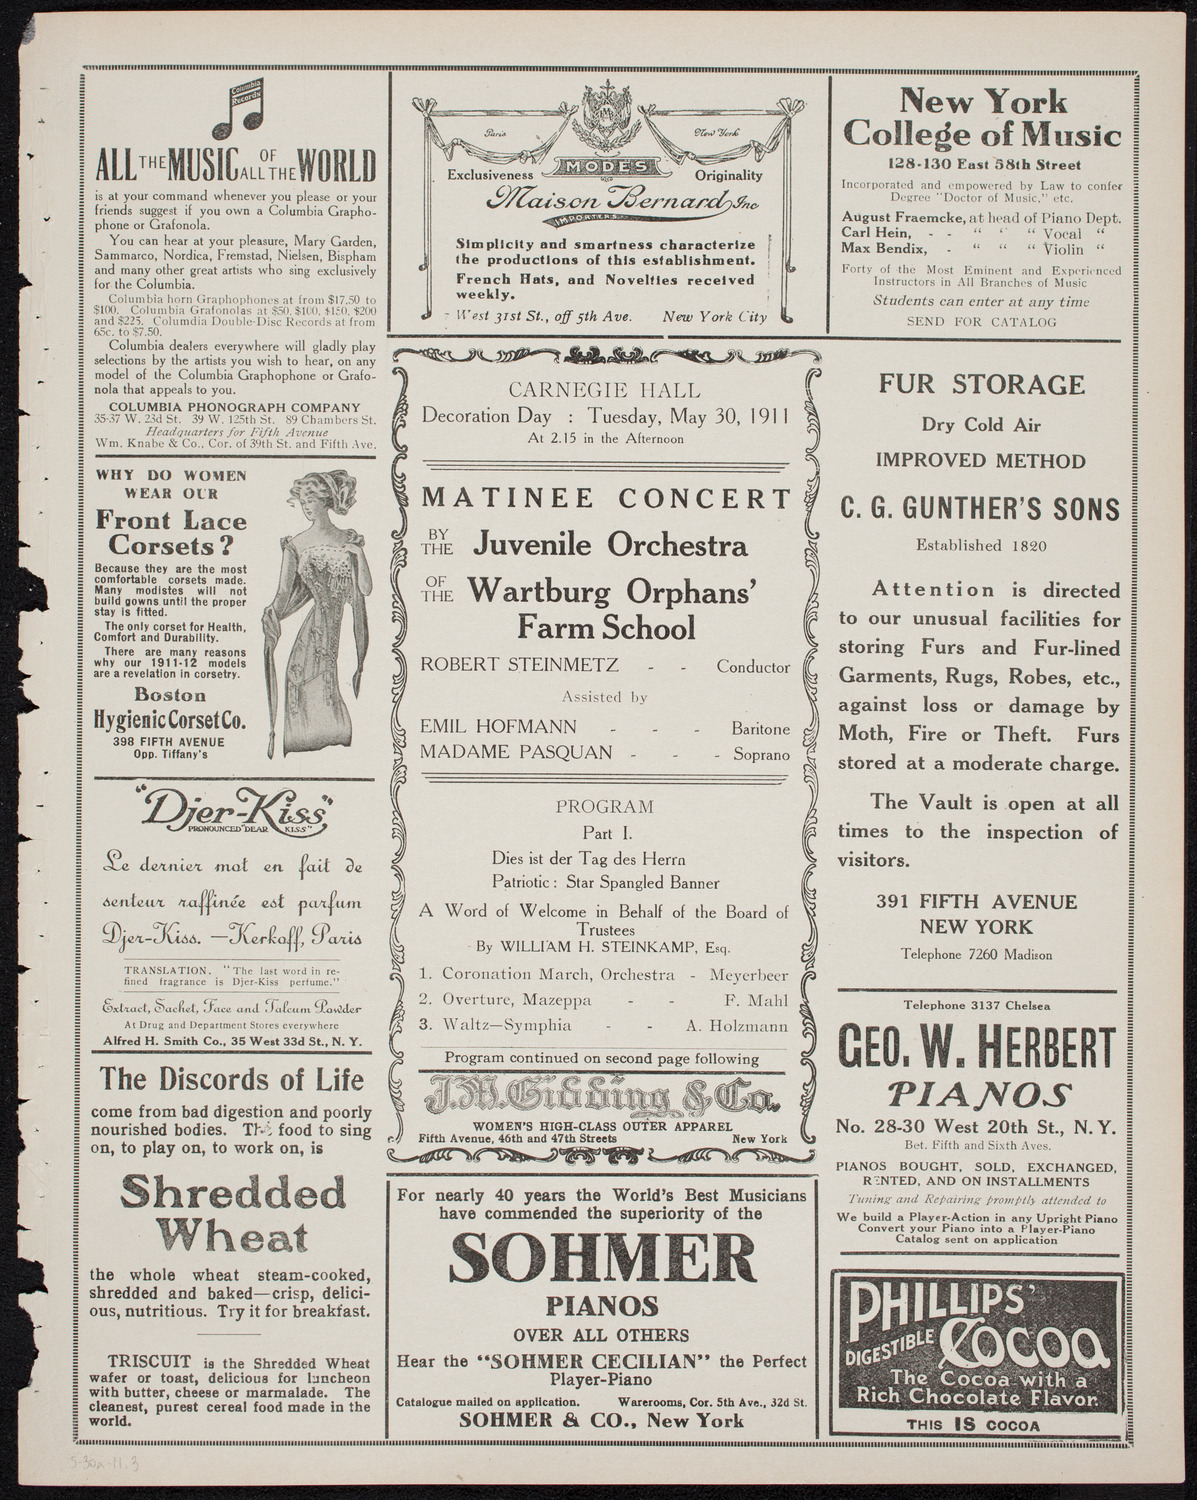 Columbia
Records
ALL THE MUSIC OF ALL THE WORLD
is at your command whenever you please or your
friends suggest if you own a Columbia Grapho-
phone or Grafonola.
You can hear at your pleasure, Mary Garden,
Sammarco, Nordica, Fremstad, Nielsen, Bispham
and many other great artists who sing exclusively
for the Columbia.
Columbia horn Graphophones at from $17.50 to
$100. Columbia Grafonolas at $50, $100, $150, $200
and $225. Columdia Double-Disc Records at from
65c. to $7.50.
Columbia dealers everywhere will gladly play
selections by the artists you wish to hear, on any
model of the Columbia Graphophone or Grafo-
nola that appeals to you.
COLUMBIA PHONOGRAPH COMPANY
35-37 W. 23d St. 39 W. 125th St. 89 Chambers St.
Headquarters for Fifth Avenue
Wm. Knabe & Co., Cor. of 39th St. and Fifth Ave.
WHY DO WOMEN
WEAR OUR
Front Lace
Corsets?
Because they are the most
comfortable corsets made.
Many modistes will not
build gowns until the proper
stay is fitted.
The only corset for Health,
Comfort and Durability.
There are many reasons
why our 1911-12 models
are a revelation in corsetry.
Boston
Hygienic Corset Co.
398 FIFTH AVENUE
Opp. Tiffany's
"Djer-Kiss"
PRONOUNCED "DEAR KISS"
Le dernier mot en fait de
senteur raffinée est parfum
Djer-Kiss. —Kerkoff, Paris
TRANSLATION. "The last word in re-
fined fragrance is Djer-Kiss perfume."
Extract, Sachet, Face and Talcum Powder
At Drug and Department Stores everywhere
Alfred H. Smith Co., 35 West 33d St., N. Y.
The Discords of Life
come from bad digestion and poorly
nourished bodies. The food to sing
on, to play on, to work on, is
Shredded
Wheat
the whole wheat steam-cooked,
shredded and baked—crisp, delici-
ous, nutritious. Try it for breakfast.
TRISCUIT is the Shredded Wheat
wafer or toast, delicious for luncheon
with butter, cheese or marmalade. The
cleanest, purest cereal food made in the
world.
Paris New York
MODES
Exclusiveness Originality
Maison Bernard Inc
IMPORTERS
Simplicity and smartness characterize
the productions of this establishment.
French Hats, and Novelties received
weekly.
West 31st St., off 5th Ave. New York City
CARNEGIE HALL
Decoration Day : Tuesday, May 30, 1911
At 2.15 in the Afternoon
MATINEE CONCERT
BY THE Juvenile Orchestra
OF THE Wartburg Orphans'
Farm School
ROBERT STEINMETZ - - Conductor
Assisted by
EMIL HOFMANN - - - Baritone
MADAME PASQUAN - - - Soprano
PROGRAM
Part I.
Dies ist der Tag des Herrn
Patriotic: Star Spangled Banner
A Word of Welcome in Behalf of the Board of
Trustees
By WILLIAM H. STEINKAMP, Esq.
1. Coronation March, Orchestra - Meyerbeer
2. Overture, Mazeppa - - F. Mahl
3. Waltz—Symphia - - A. Holzmann
Program continued on second page following
J.M. Gidding & Co.
WOMEN'S HIGH-CLASS OUTER APPAREL
Fifth Avenue, 46th and 47th Streets New York
For nearly 40 years the World's Best Musicians
have commended the superiority of the
SOHMER
PIANOS
OVER ALL OTHERS
Hear the "SOHMER CECILIAN" the Perfect
Player-Piano
Catalogue mailed on application. Warerooms, Cor. 5th Ave., 32d St.
SOHMER & CO., New York
New York
College of Music
128-130 East 58th Street
Incorporated and empowered by Law to confer
Degree "Doctor of Music," etc.
August Fraemcke, at head of Piano Dept.
Carl Hein, - - " " " Vocal "
Max Bendix, - " " " Violin "
Forty of the Most Eminent and Experienced
Instructors in All Branches of Music
Students can enter at any time
SEND FOR CATALOG
FUR STORAGE
Dry Cold Air
IMPROVED METHOD
C. G. GUNTHER'S SONS
Established 1820
Attention is directed
to our unusual facilities for
storing Furs and Fur-lined
Garments, Rugs, Robes, etc.,
against loss or damage by
Moth, Fire or Theft. Furs
stored at a moderate charge.
The Vault is open at all
times to the inspection of
visitors.
391 FIFTH AVENUE
NEW YORK
Telephone 7260 Madison
Telephone 3137 Chelsea
GEO. W. HERBERT
PIANOS
No. 28-30 West 20th St., N. Y.
Bet. Fifth and Sixth Aves.
PIANOS BOUGHT, SOLD, EXCHANGED,
RENTED, AND ON INSTALLMENTS
Tuning and Repairing promptly attended to
We build a Player-Action in any Upright Piano
Convert your Piano into a Player-Piano
Catalog sent on application
PHILLIPS'
DIGESTIBLE COCOA
The Cocoa with a
Rich Chocolate Flavor.
THIS IS COCOA
5-30a-11.3